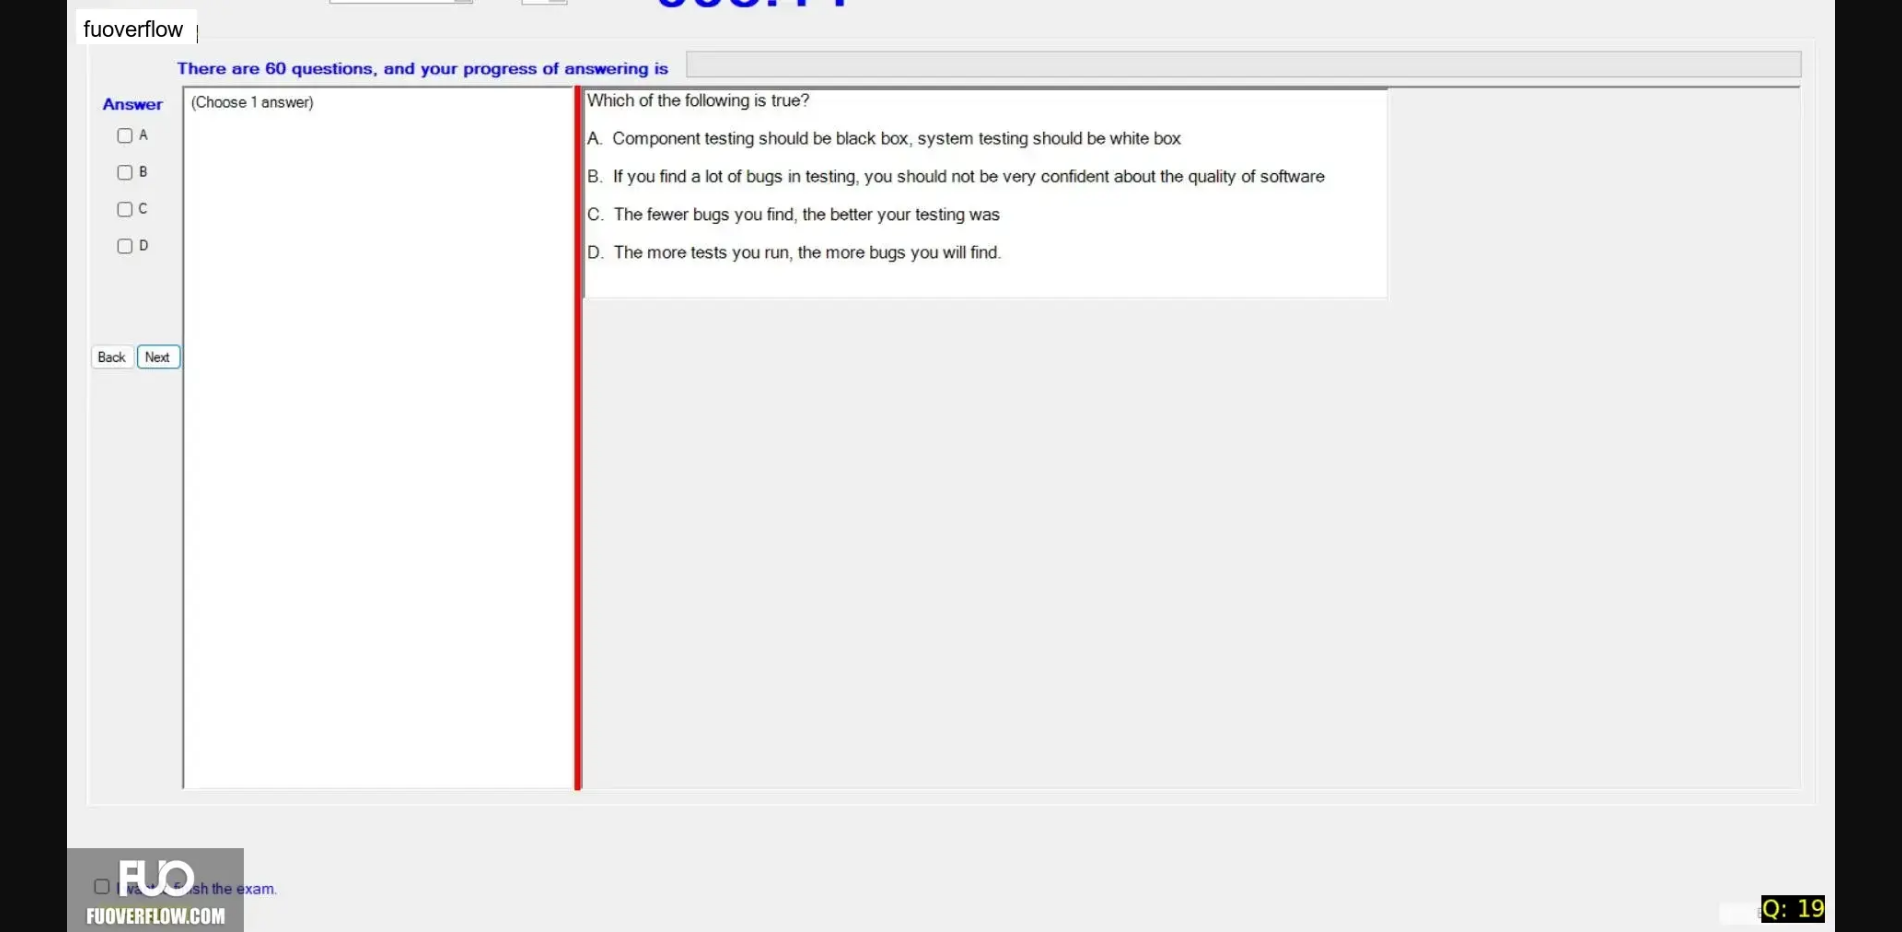 fuoverflow
There are 60 questions, and your progress of answering is
Answer
(Choose 1 answer)
A
B
C
D
Back Next
Which of the following is true?
A. Component testing should be black box, system testing should be white box
B. If you find a lot of bugs in testing, you should not be very confident about the quality of software
C. The fewer bugs you find, the better your testing was
D. The more tests you run, the more bugs you will find.
FUO
sh the exam.
FUOVERFLOW.COM
Q: 19